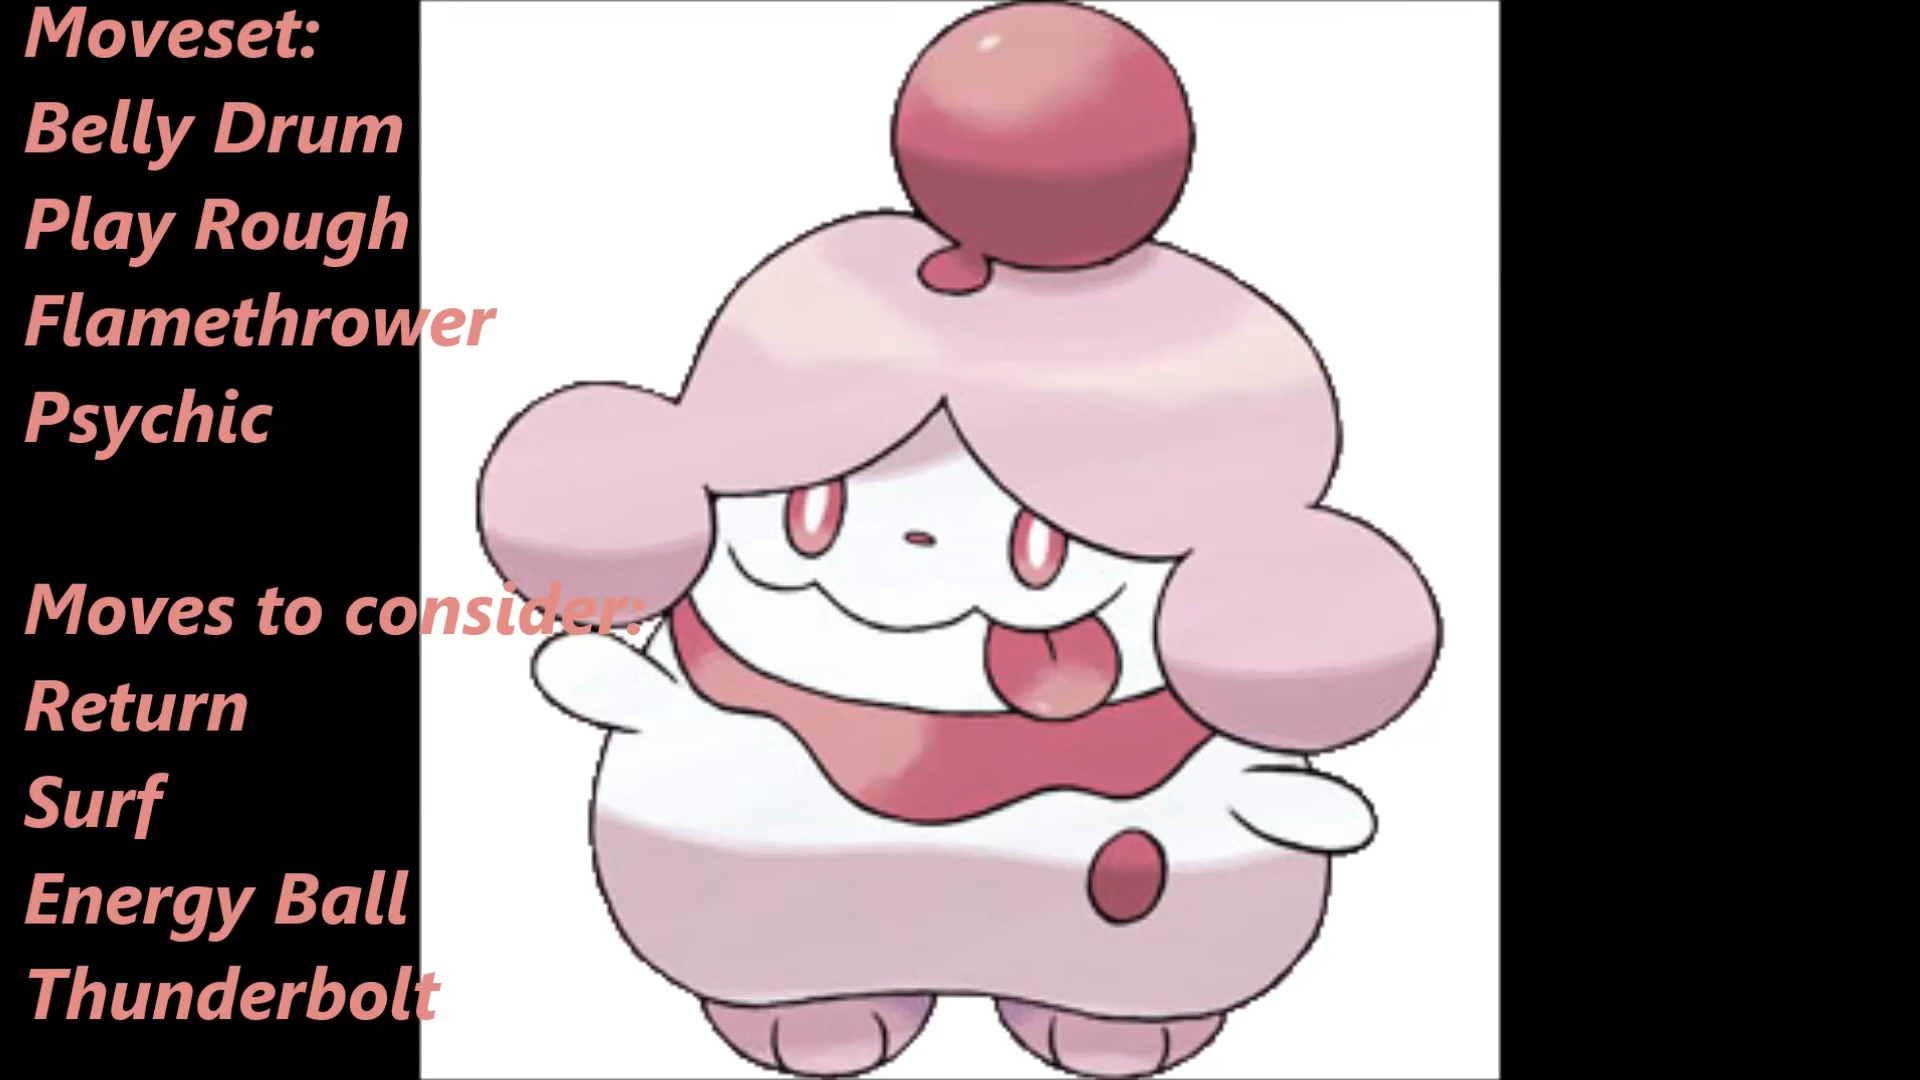 Moveset:
Belly Drum
Play Rough
Flamethrower
Psychic
Moves to consider:
Return
Surf
Energy Ball
Thunderbolt